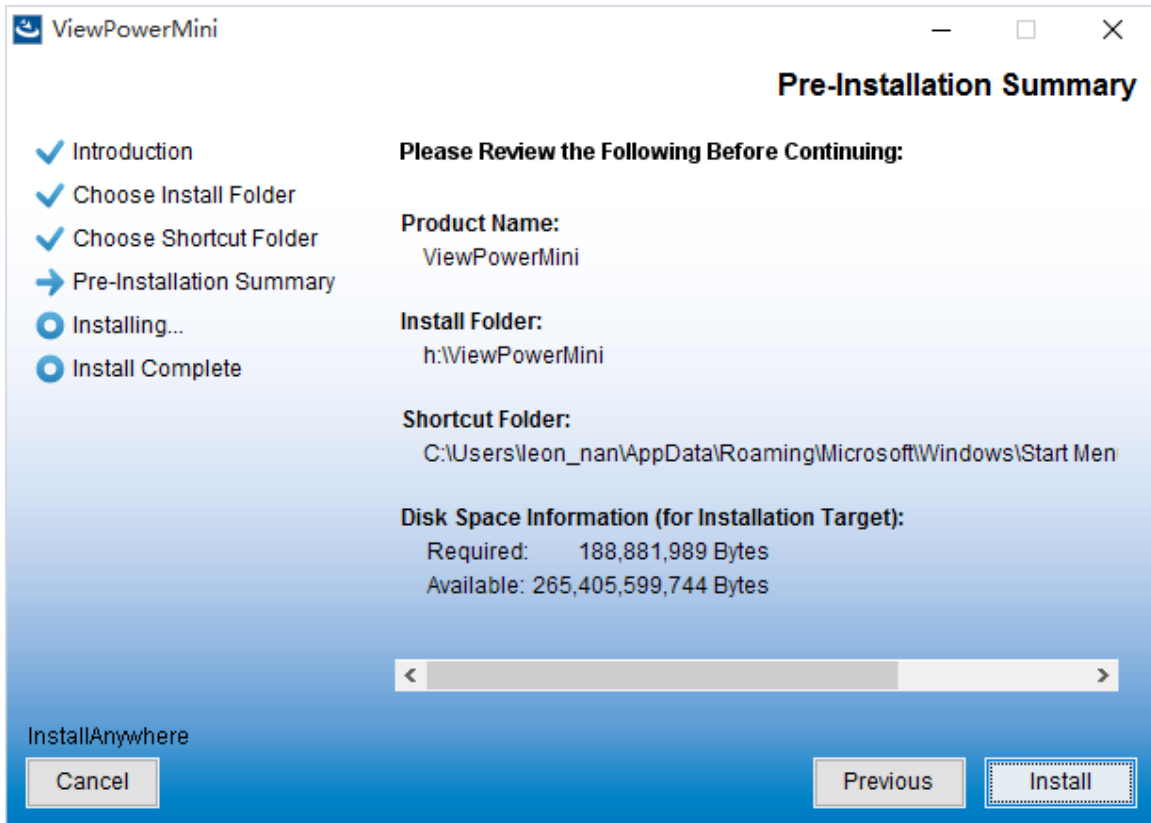 ViewPowerMini
Pre-Installation Summary
Introduction
Choose Install Folder
Choose Shortcut Folder
Pre-Installation Summary
Installing...
Install Complete
Please Review the Following Before Continuing:
Product Name:
ViewPowerMini
Install Folder:
h:\ViewPowerMini
Shortcut Folder:
C:\Users\leon_nan\AppData\Roaming\Microsoft\Windows\Start Men
Disk Space Information (for Installation Target):
Required: 188,881,989 Bytes
Available: 265,405,599,744 Bytes
InstallAnywhere
Cancel
Previous
Install